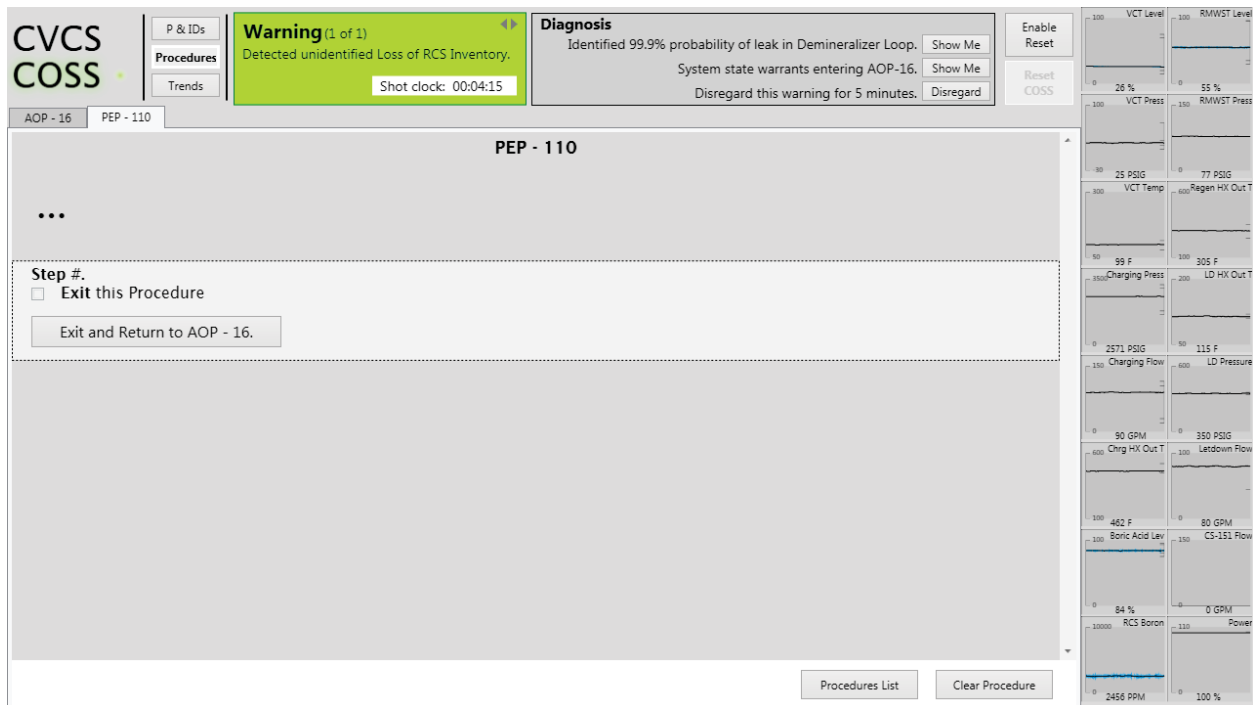 CVCS
COSS
P & IDs
Procedures
Trends
Warning (1 of 1)
Detected unidentified Loss of RCS Inventory.
Shot clock: 00:04:15
Diagnosis
Identified 99.9% probability of leak in Demineralizer Loop. Show Me
System state warrants entering AOP-16. Show Me
Disregard this warning for 5 minutes. Disregard
Enable
Reset
Reset
COSS
AOP - 16 PEP - 110
PEP - 110
...
Step #.
Exit this Procedure
Exit and Return to AOP - 16.
Procedures List Clear Procedure
100 VCT Level 100 RMWST Level
0 26 % 0 55 %
100 VCT Press 150 RMWST Press
-30 25 PSIG 0 77 PSIG
300 VCT Temp 600 Regen HX Out T
50 99 F 100 305 F
3500 Charging Press 200 LD HX Out T
0 2571 PSIG 50 115 F
150 Charging Flow 600 LD Pressure
0 90 GPM 0 350 PSIG
600 Chrg HX Out T 100 Letdown Flow
100 462 F 0 80 GPM
100 Boric Acid Lev 150 CS-151 Flow
0 84 % 0 0 GPM
10000 RCS Boron 110 Power
0 2456 PPM 0 100 %